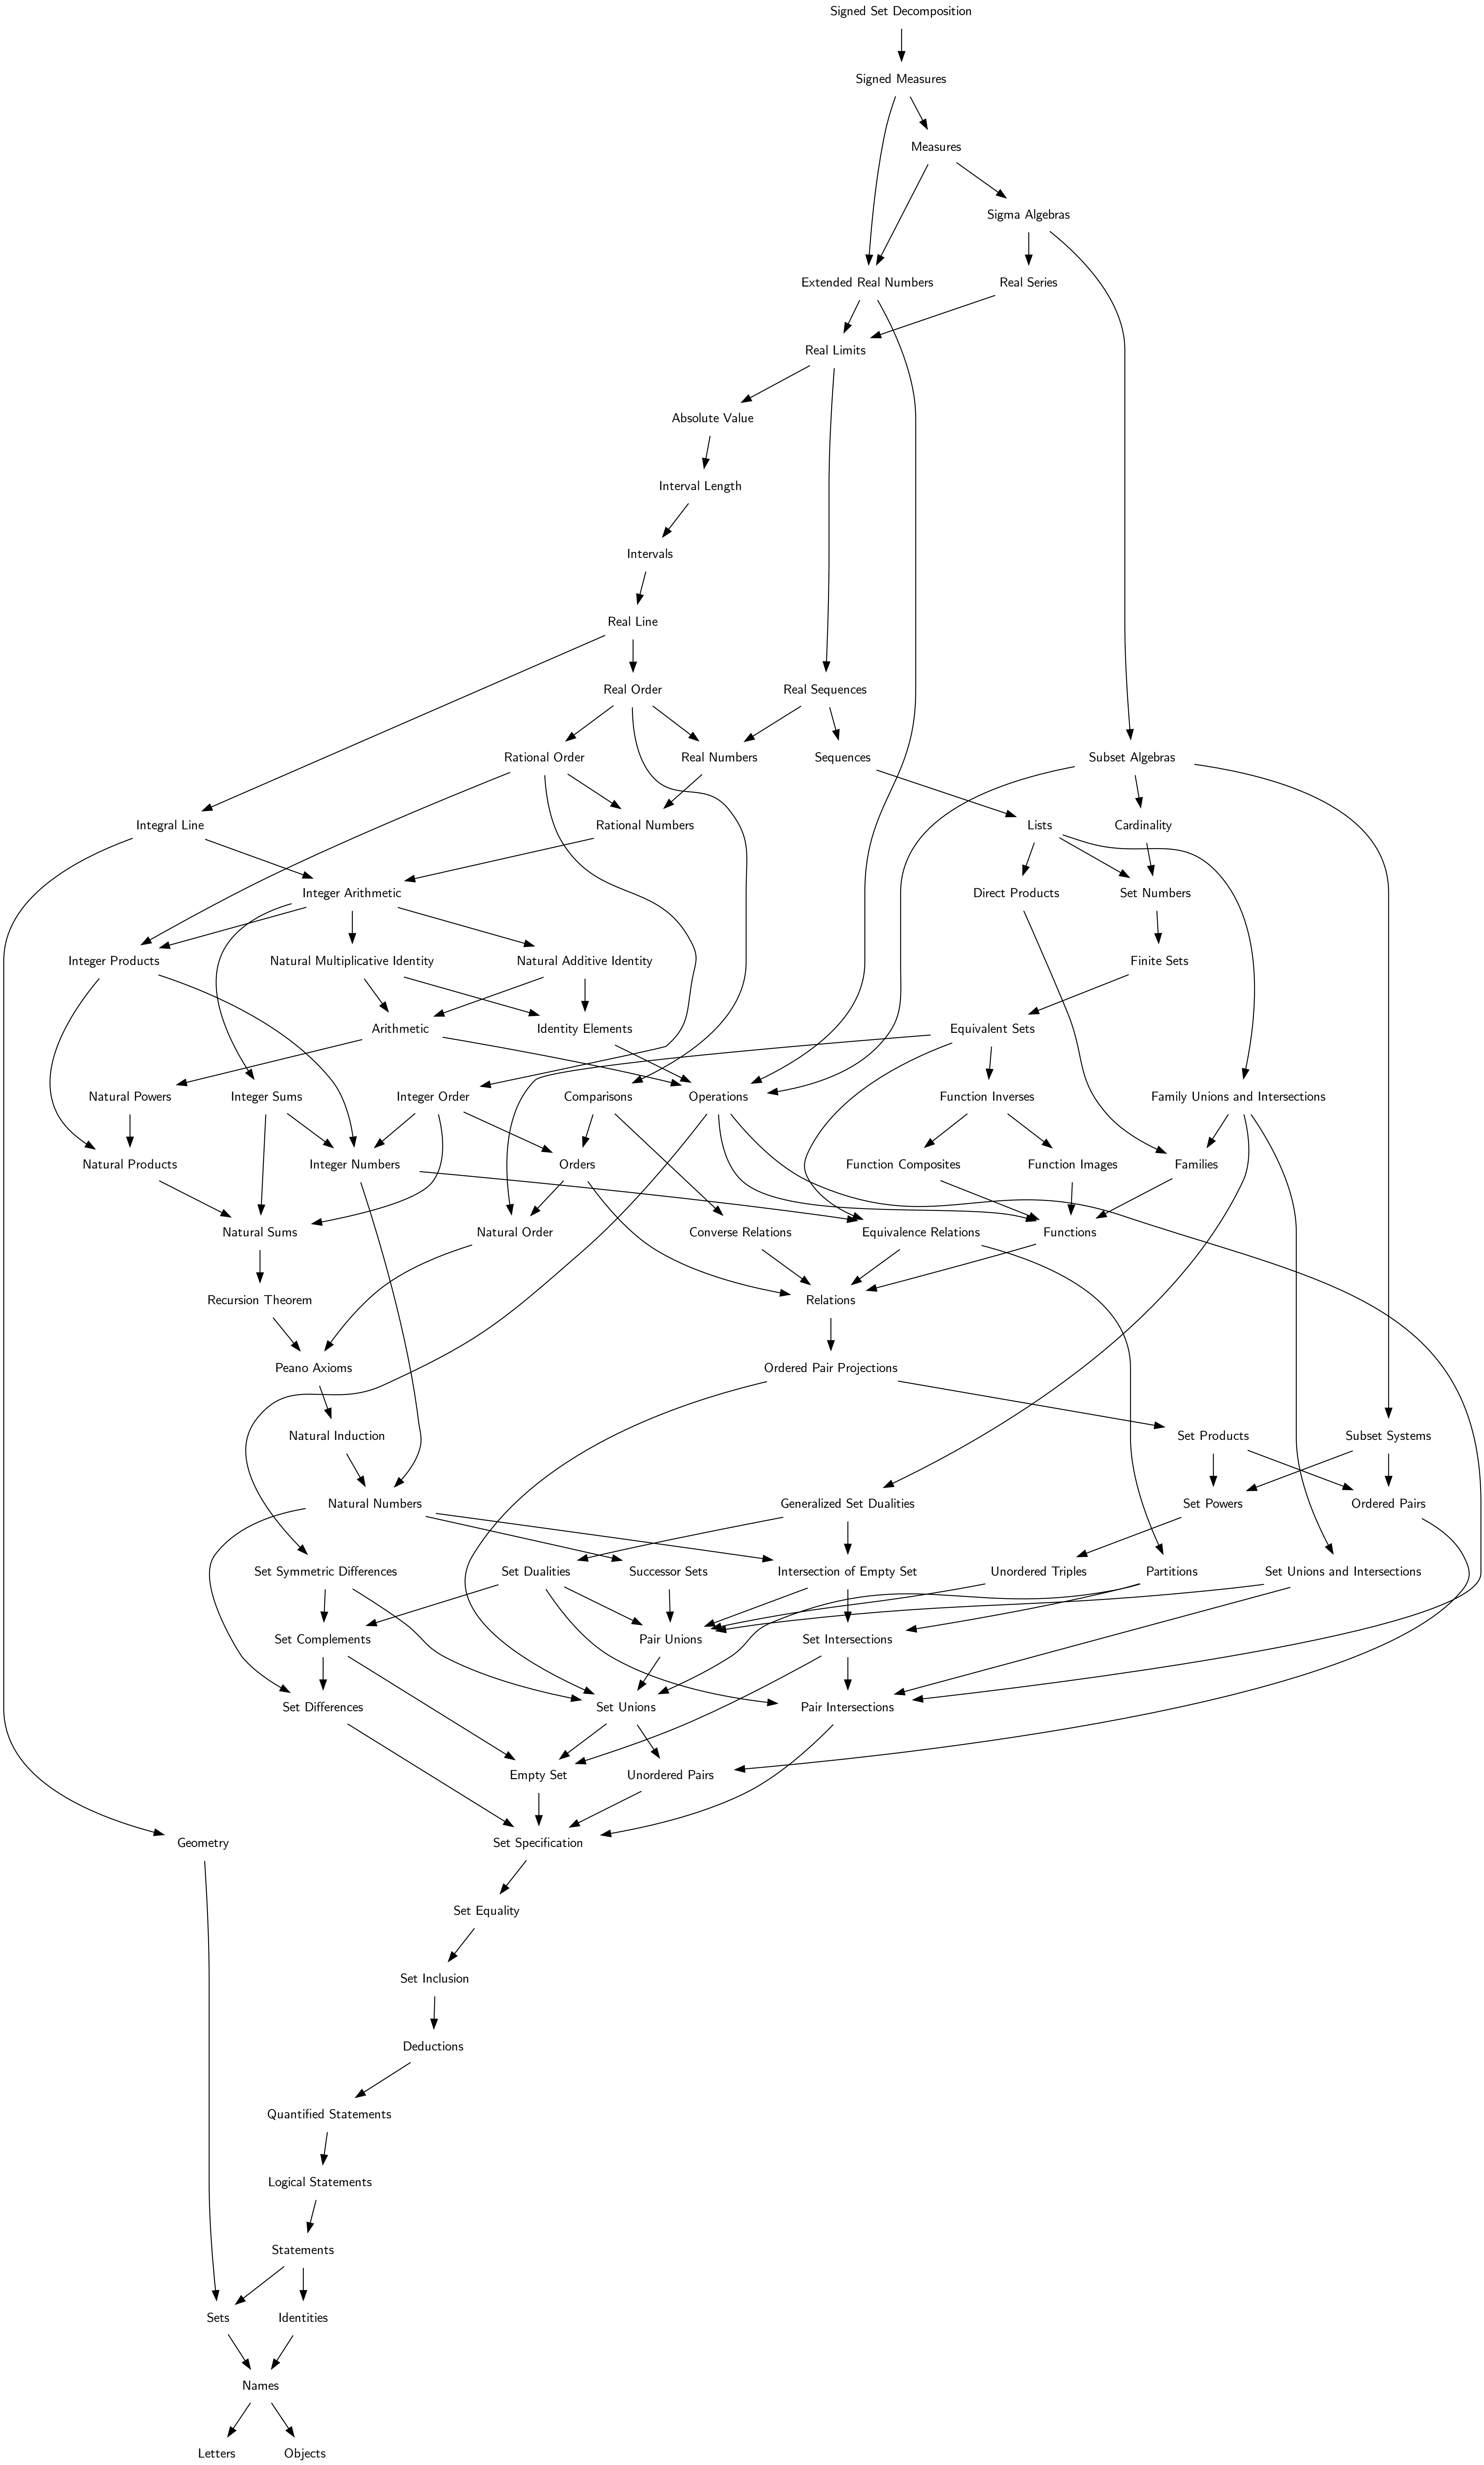 Signed Set Decomposition
Signed Measures
Measures
Sigma Algebras
Extended Real Numbers
Real Series
Real Limits
Absolute Value
Interval Length
Intervals
Real Line
Real Order
Real Sequences
Rational Order
Real Numbers
Sequences
Subset Algebras
Integral Line
Rational Numbers
Lists
Cardinality
Integer Arithmetic
Direct Products
Set Numbers
Integer Products
Natural Multiplicative Identity
Natural Additive Identity
Finite Sets
Arithmetic
Identity Elements
Equivalent Sets
Natural Powers
Integer Sums
Integer Order
Comparisons
Operations
Function Inverses
Family Unions and Intersections
Natural Products
Integer Numbers
Orders
Function Composites
Function Images
Families
Natural Sums
Natural Order
Converse Relations
Equivalence Relations
Functions
Recursion Theorem
Relations
Peano Axioms
Ordered Pair Projections
Natural Induction
Set Products
Subset Systems
Natural Numbers
Generalized Set Dualities
Set Powers
Ordered Pairs
Set Symmetric Differences
Set Dualities
Successor Sets
Intersection of Empty Set
Unordered Triples
Partitions
Set Unions and Intersections
Set Complements
Pair Unions
Set Intersections
Set Differences
Set Unions
Pair Intersections
Empty Set
Unordered Pairs
Geometry
Set Specification
Set Equality
Set Inclusion
Deductions
Quantified Statements
Logical Statements
Statements
Sets
Identities
Names
Letters
Objects